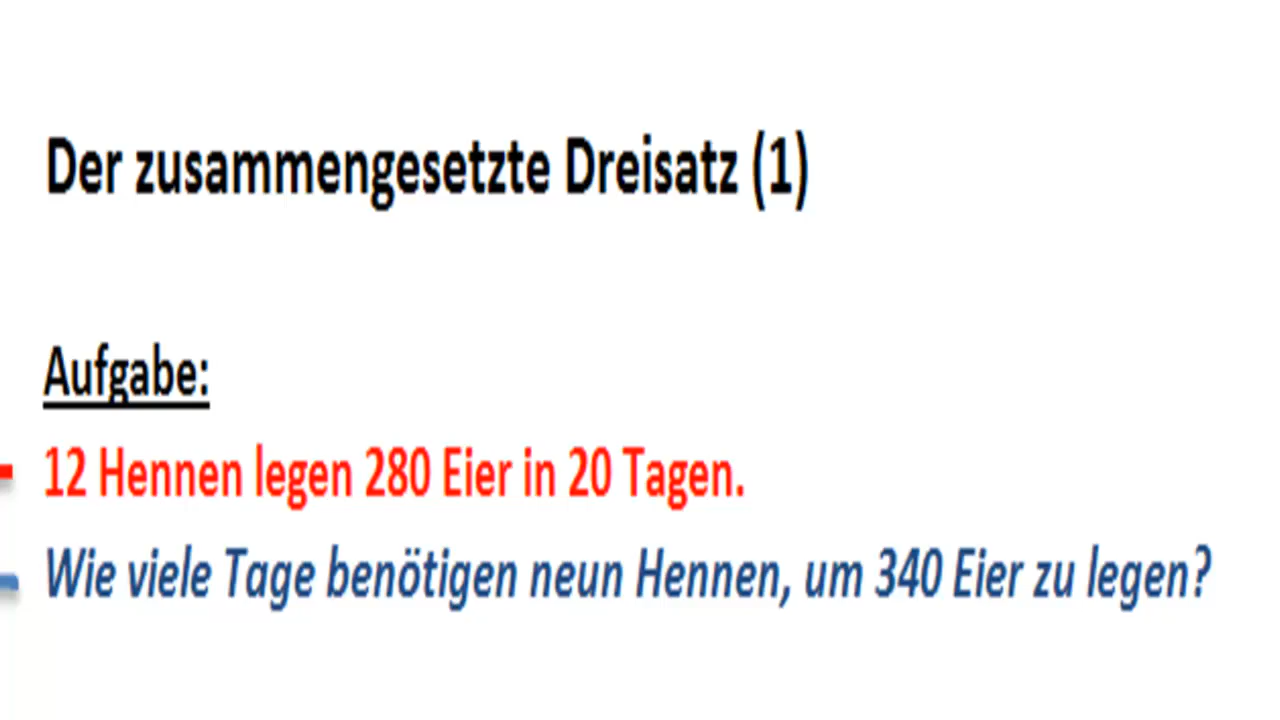 Der zusammengesetzte Dreisatz (1)
Aufgabe:
12 Hennen legen 280 Eier in 20 Tagen.
Wie viele Tage benötigen neun Hennen, um 340 Eier zu legen?